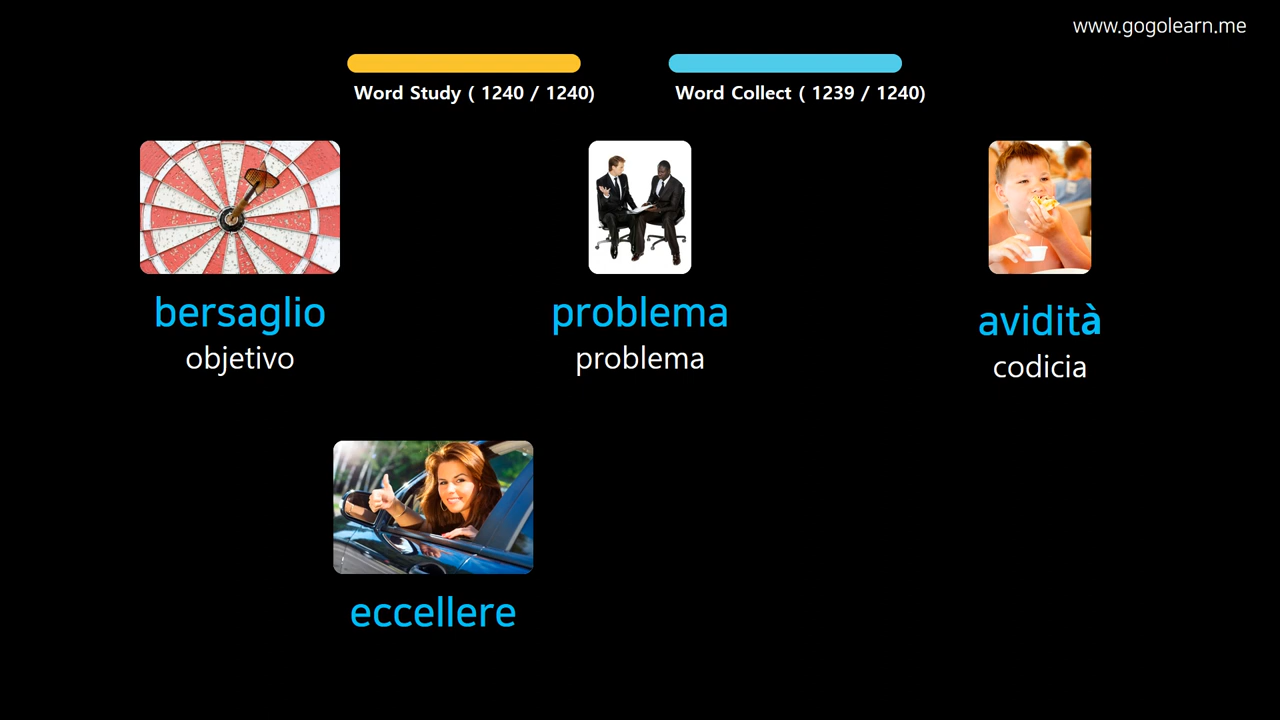 www.gogolearn.me
Word Study ( 1240 / 1240)
Word Collect ( 1239 / 1240)
bersaglio
objetivo
problema
problema
avidità
codicia
eccellere